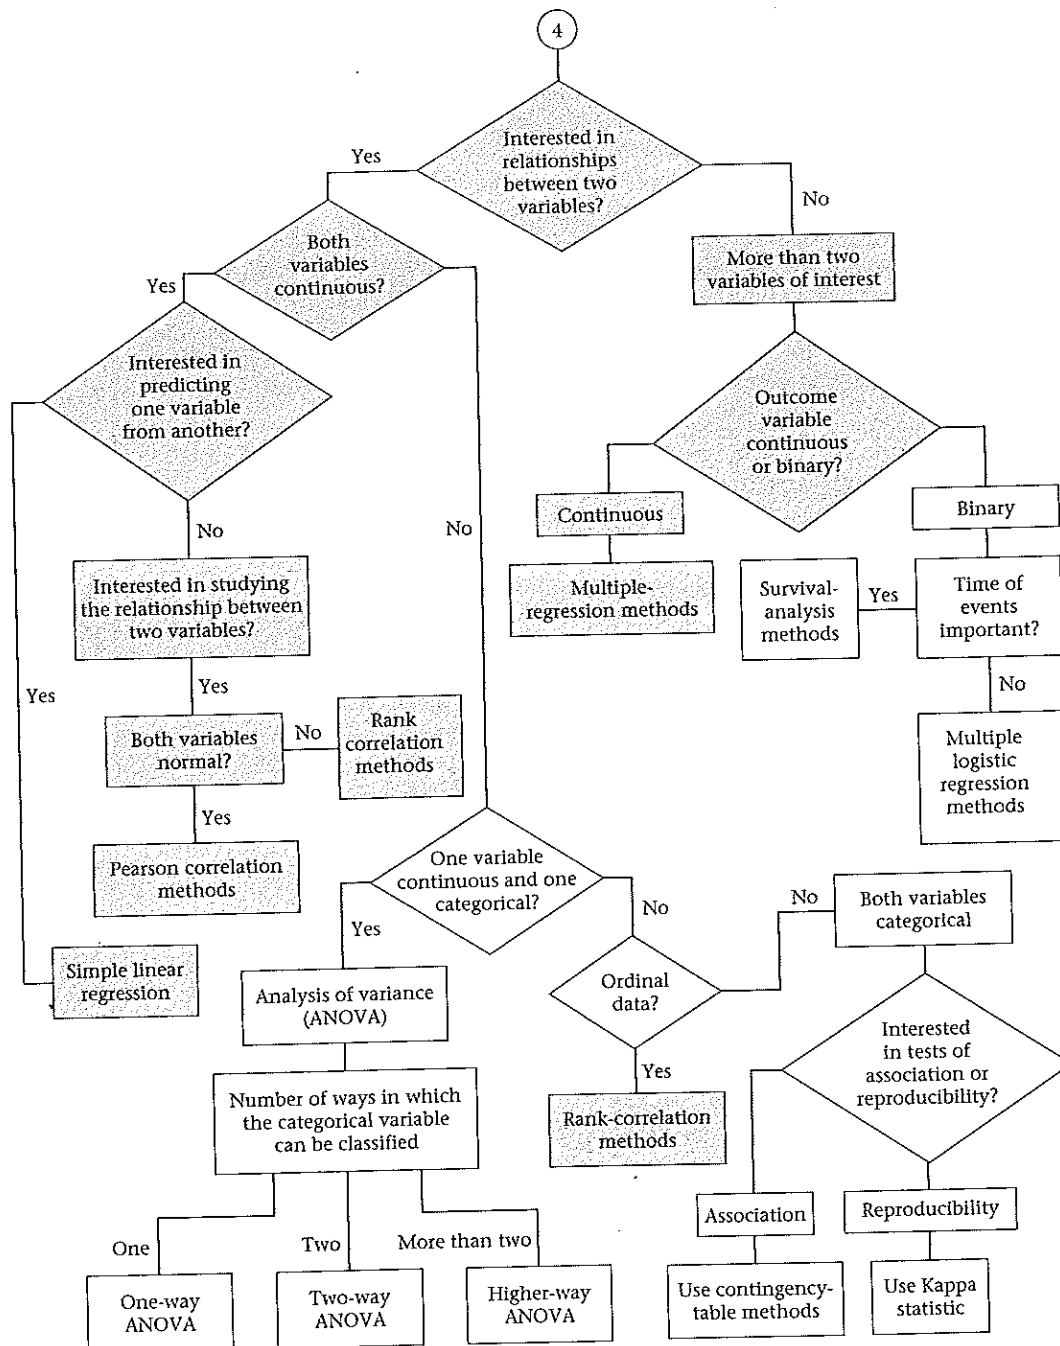 4
Interested in
relationships
between two
variables?
Yes
No
Both
variables
continuous?
More than two
variables of interest
Yes
Interested in
predicting
one variable
from another?
Outcome
variable
continuous
or binary?
No
No
Continuous
Binary
Interested in studying
the relationship between
two variables?
Multiple-
regression methods
Survival-
analysis
methods
Yes
Time of
events
important?
Yes
Yes
No
Both variables
normal?
No
Rank
correlation
methods
Multiple
logistic
regression
methods
Yes
Pearson correlation
methods
One variable
continuous and one
categorical?
Yes
No
No
Both variables
categorical
Simple linear
regression
Analysis of variance
(ANOVA)
Ordinal
data?
Interested
in tests of
association or
reproducibility?
Yes
Number of ways in which
the categorical variable
can be classified
Rank-correlation
methods
Association
Reproducibility
One
Two
More than two
One-way
ANOVA
Two-way
ANOVA
Higher-way
ANOVA
Use contingency-
table methods
Use Kappa
statistic